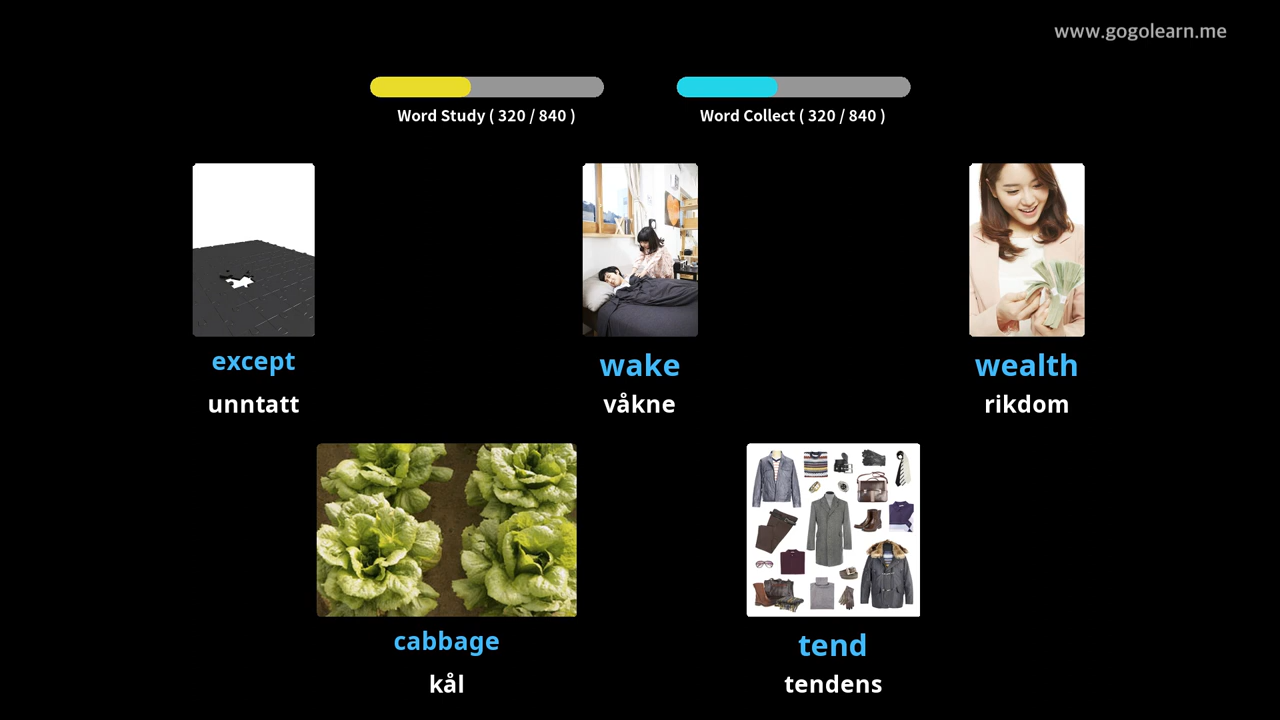 www.gogolearn.me
Word Study ( 320 / 840 )
Word Collect ( 320 / 840 )
except
unntatt
wake
våkne
wealth
rikdom
cabbage
kål
tend
tendens